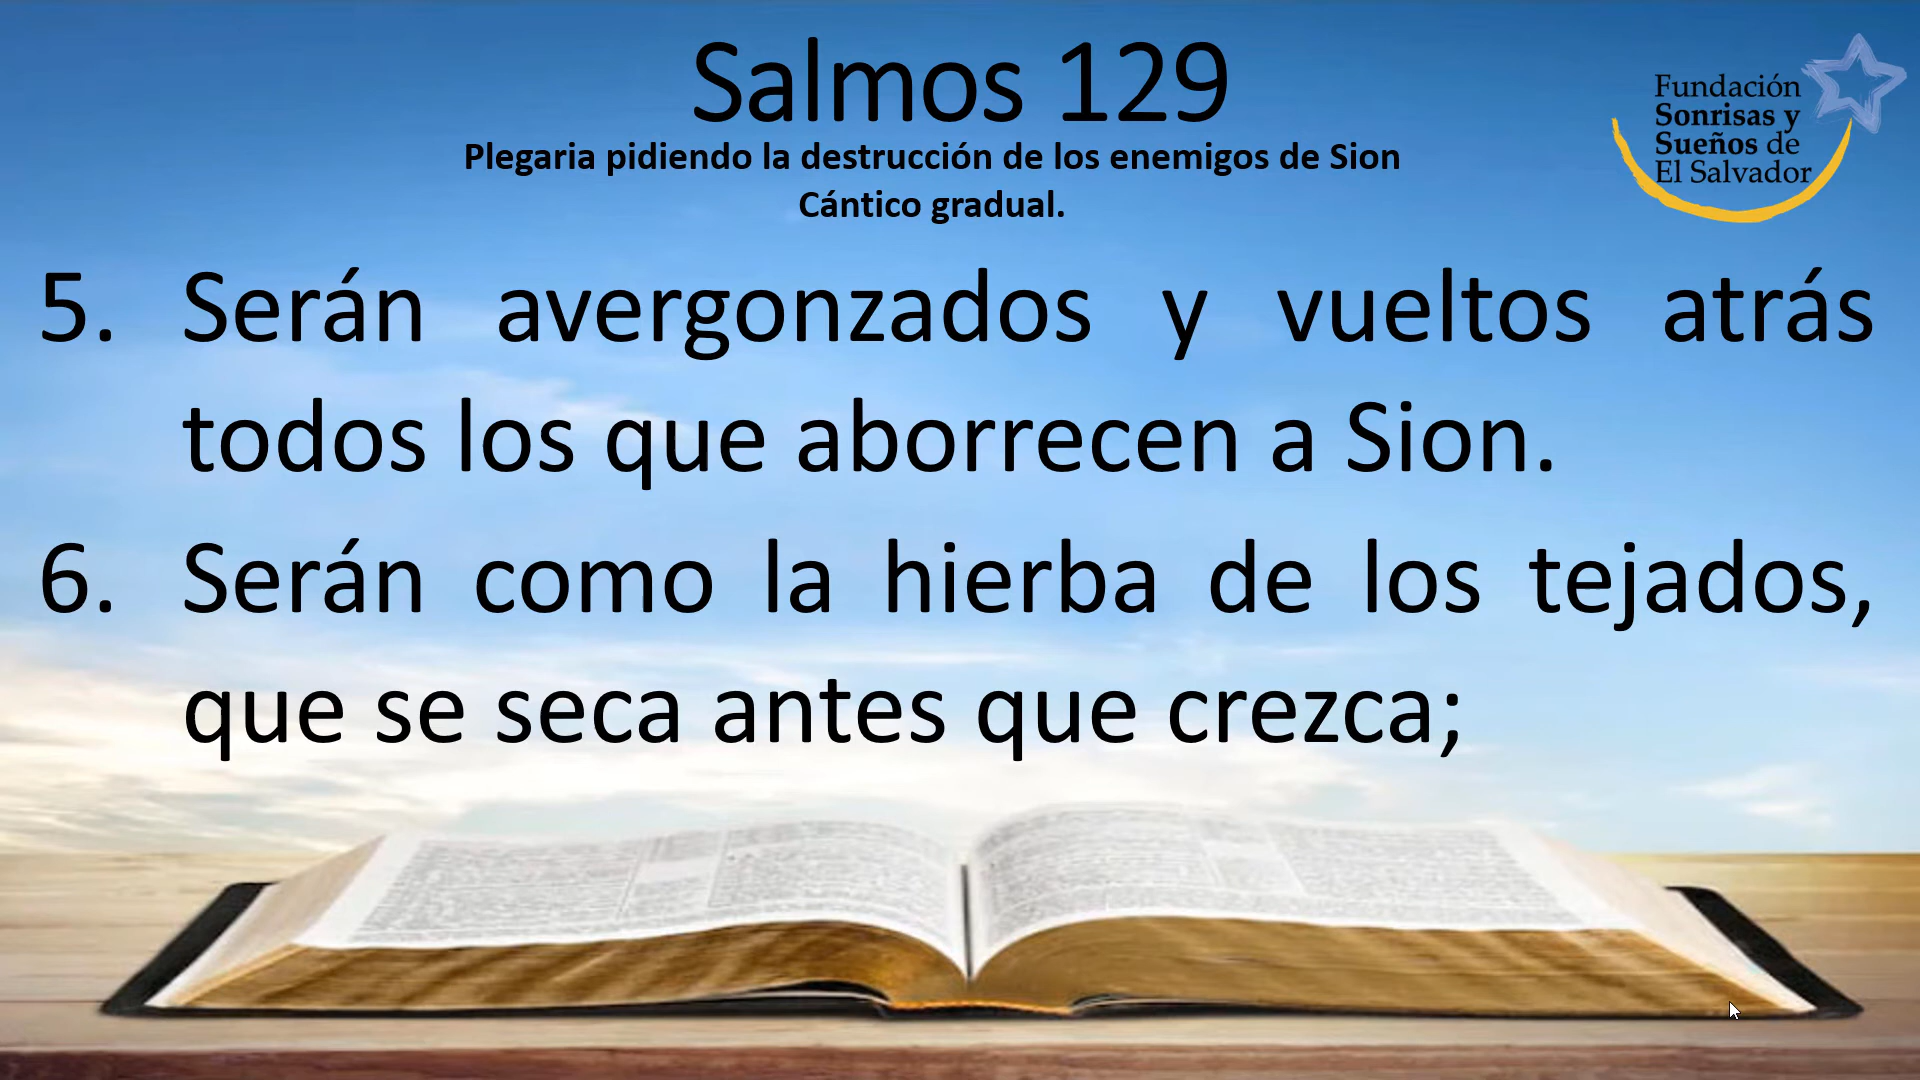 Salmos 129
Plegaria pidiendo la destrucción de los enemigos de Sion
Cántico gradual.
Fundación
Sonrisas y
Sueños de
El Salvador
5. Serán avergonzados y vueltos atrás
todos los que aborrecen a Sion.
6. Serán como la hierba de los tejados,
que se seca antes que crezca;